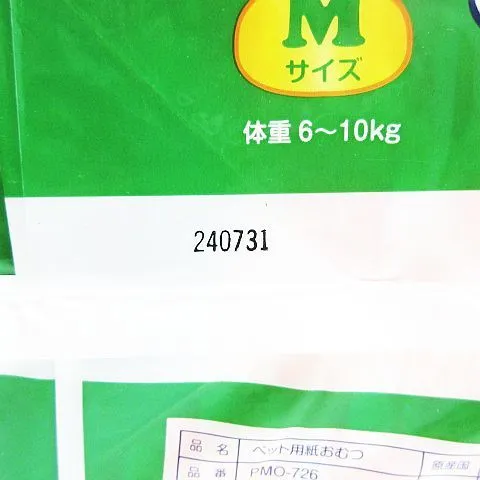 M
サイズ
体重 6～10kg
240731
品名 ペット用紙おむつ 原産国
品番 PMO-726